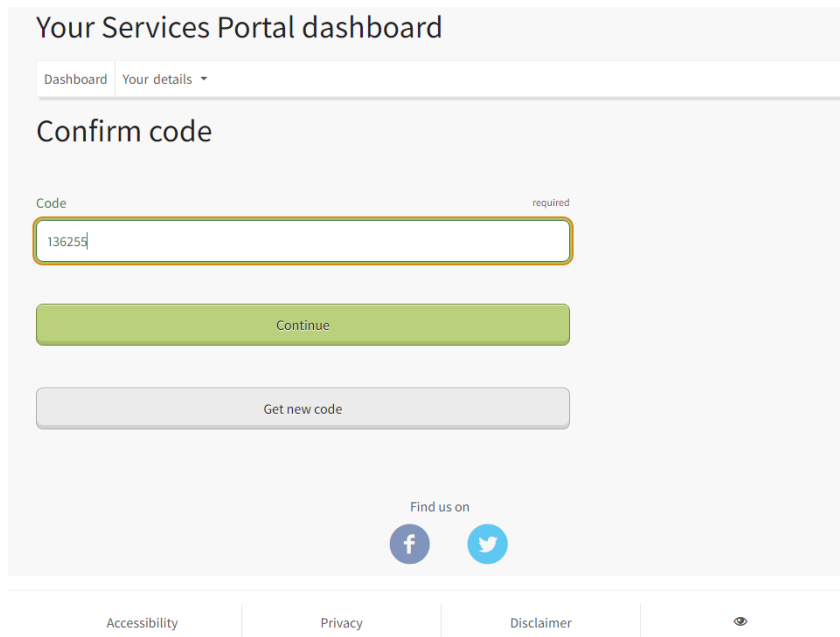 Your Services Portal dashboard
Dashboard Your details
Confirm code
Code required
136255
Continue
Get new code
Find us on
Accessibility Privacy Disclaimer